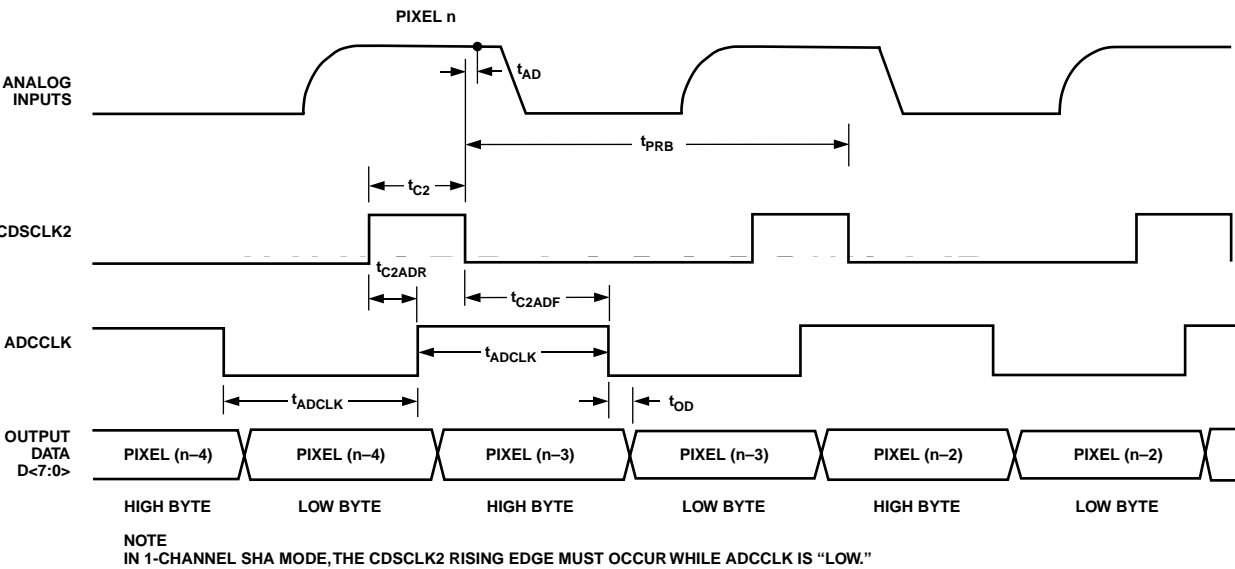 PIXEL n
ANALOG
INPUTS
tAD
tPRB
tC2
CDSCLK2
tC2ADR
tC2ADF
ADCCLK
tADCLK
tADCLK
tOD
OUTPUT
DATA
D<7:0>
PIXEL (n–4) PIXEL (n–4) PIXEL (n–3) PIXEL (n–3) PIXEL (n–2) PIXEL (n–2)
HIGH BYTE LOW BYTE HIGH BYTE LOW BYTE HIGH BYTE LOW BYTE
NOTE
IN 1-CHANNEL SHA MODE, THE CDSCLK2 RISING EDGE MUST OCCUR WHILE ADCCLK IS “LOW.”